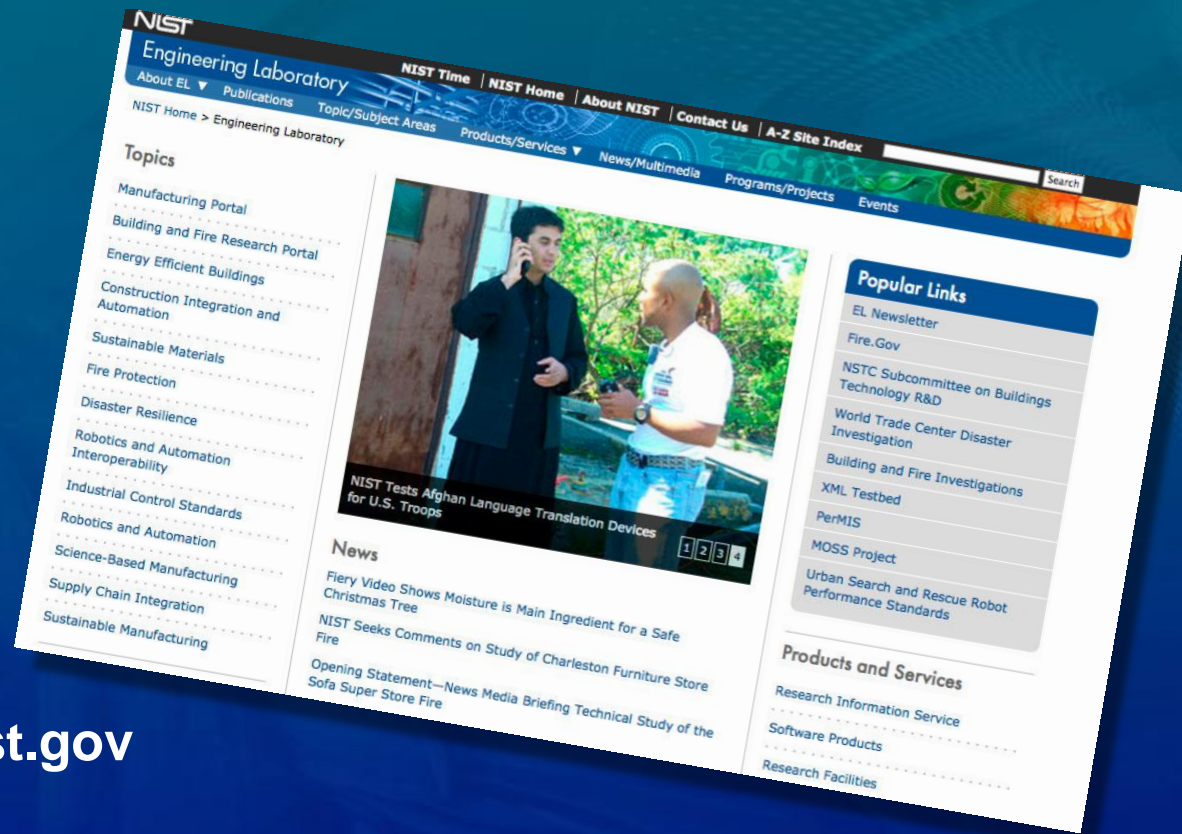 NIST
Engineering Laboratory
NIST Time | NIST Home | About NIST | Contact Us | A-Z Site Index
Search
About EL ▼ Publications Topic/Subject Areas Products/Services ▼ News/Multimedia Programs/Projects Events
NIST Home > Engineering Laboratory
Topics
Manufacturing Portal
Building and Fire Research Portal
Energy Efficient Buildings
Construction Integration and
Automation
Sustainable Materials
Fire Protection
Disaster Resilience
Robotics and Automation
Interoperability
Industrial Control Standards
Robotics and Automation
Science-Based Manufacturing
Supply Chain Integration
Sustainable Manufacturing
NIST Tests Afghan Language Translation Devices
for U.S. Troops
1 2 3 4
News
Fiery Video Shows Moisture is Main Ingredient for a Safe
Christmas Tree
NIST Seeks Comments on Study of Charleston Furniture Store
Fire
Opening Statement—News Media Briefing Technical Study of the
Sofa Super Store Fire
Popular Links
EL Newsletter
Fire.Gov
NSTC Subcommittee on Buildings
Technology R&D
World Trade Center Disaster
Investigation
Building and Fire Investigations
XML Testbed
PerMIS
MOSS Project
Urban Search and Rescue Robot
Performance Standards
Products and Services
Research Information Service
Software Products
Research Facilities
st.gov